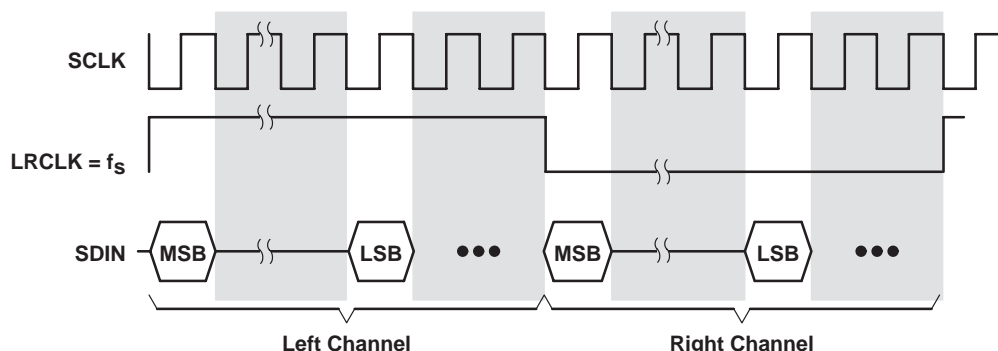 SCLK
LRCLK = fS
SDIN
MSB
LSB
MSB
LSB
Left Channel
Right Channel